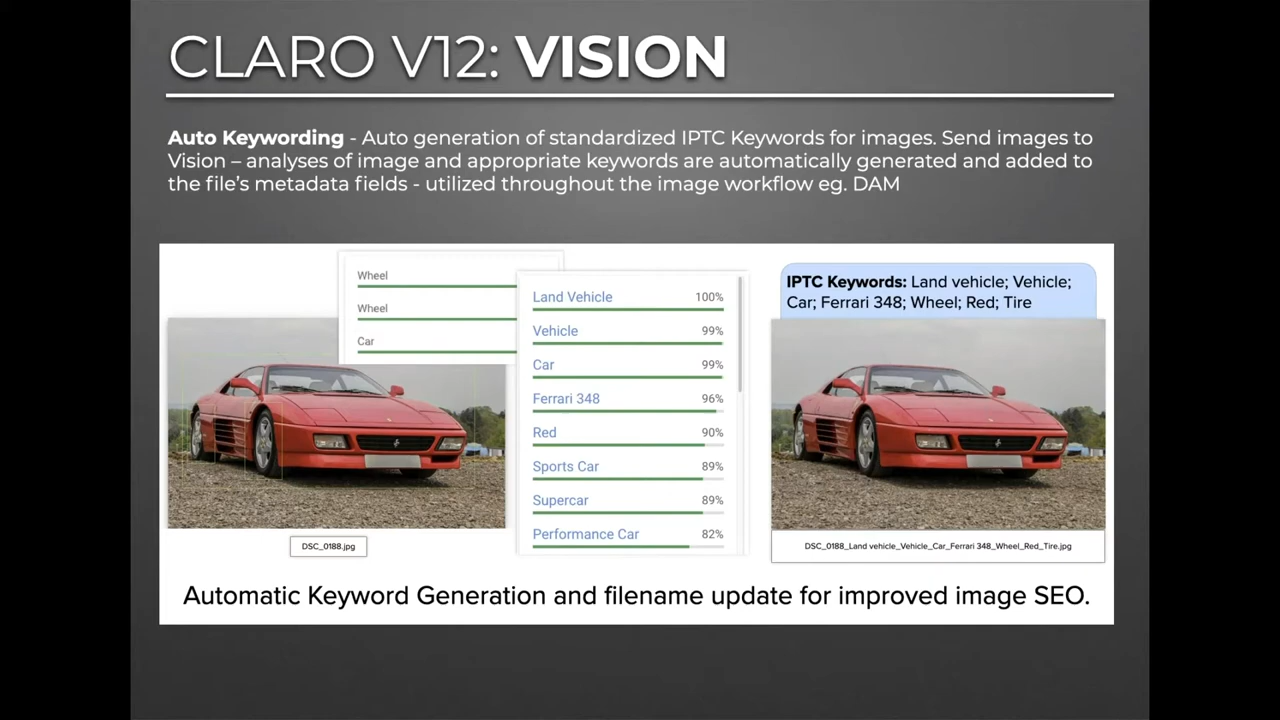 CLARO V12: VISION
Auto Keywording - Auto generation of standardized IPTC Keywords for images. Send images to
Vision – analyses of image and appropriate keywords are automatically generated and added to
the file's metadata fields - utilized throughout the image workflow eg. DAM
Wheel
Wheel
Car
DSC_0188.jpg
Land Vehicle 100%
Vehicle 99%
Car 99%
Ferrari 348 96%
Red 90%
Sports Car 89%
Supercar 89%
Performance Car 82%
IPTC Keywords: Land vehicle; Vehicle;
Car; Ferrari 348; Wheel; Red; Tire
DSC_0188_Land vehicle_Vehicle_Car_Ferrari 348_Wheel_Red_Tire.jpg
Automatic Keyword Generation and filename update for improved image SEO.